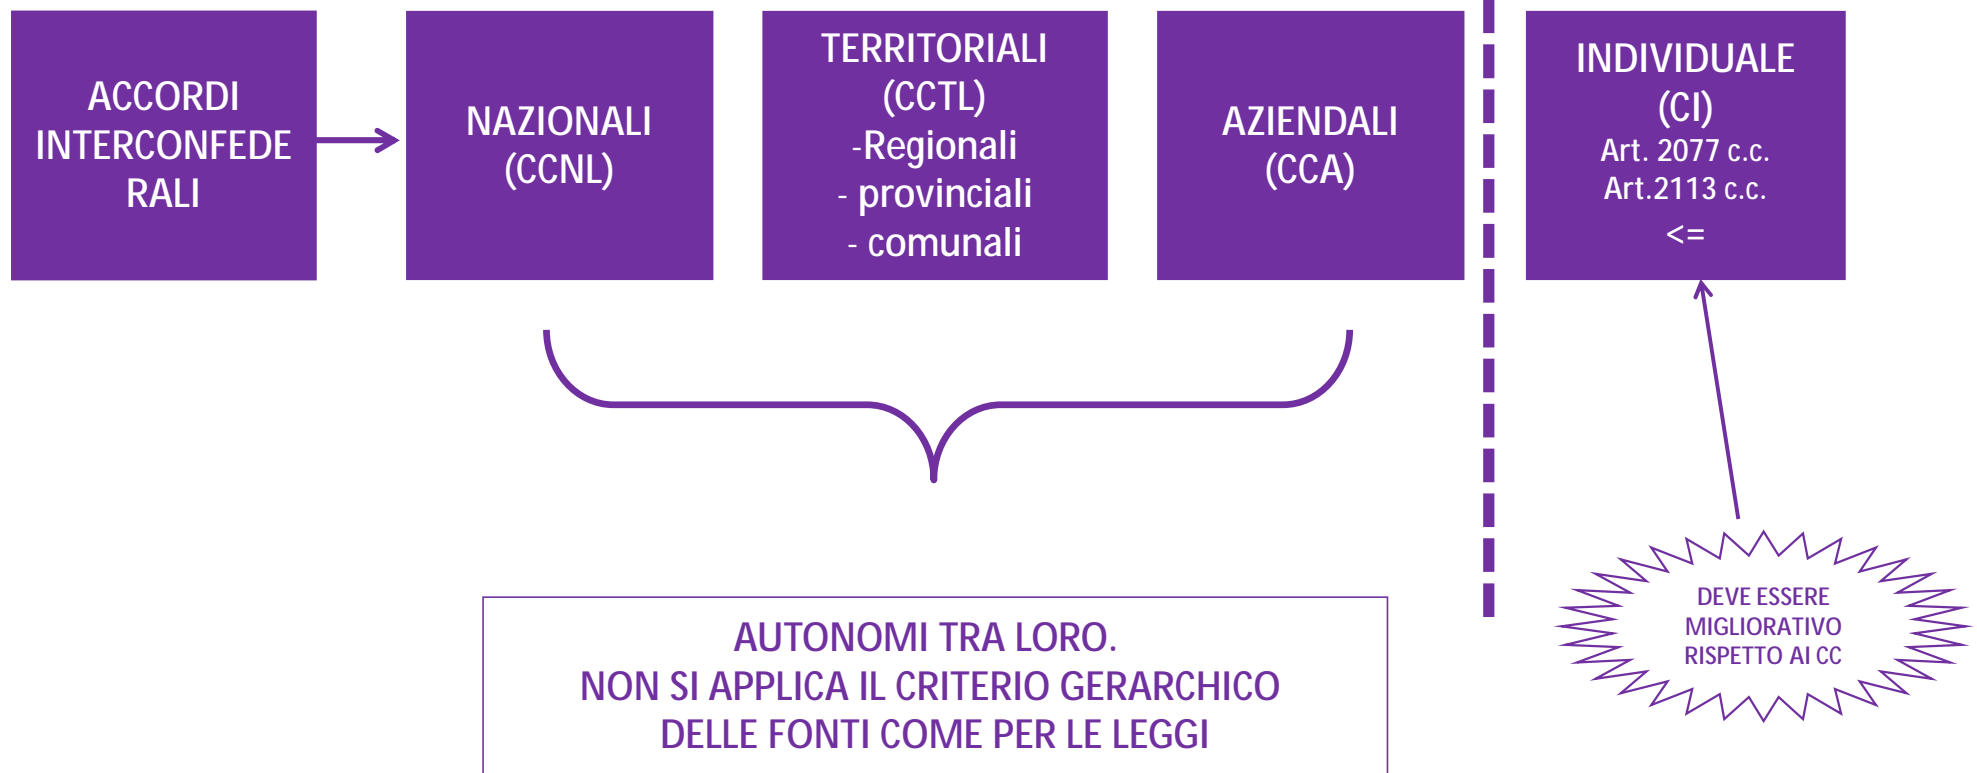 ACCORDI
INTERCONFEDE
RALI
NAZIONALI
(CCNL)
TERRITORIALI
(CCTL)
-Regionali
- provinciali
- comunali
AZIENDALI
(CCA)
INDIVIDUALE
(CI)
Art. 2077 c.c.
Art.2113 c.c.
<=
AUTONOMI TRA LORO.
NON SI APPLICA IL CRITERIO GERARCHICO
DELLE FONTI COME PER LE LEGGI
DEVE ESSERE
MIGLIORATIVO
RISPETTO AI CC